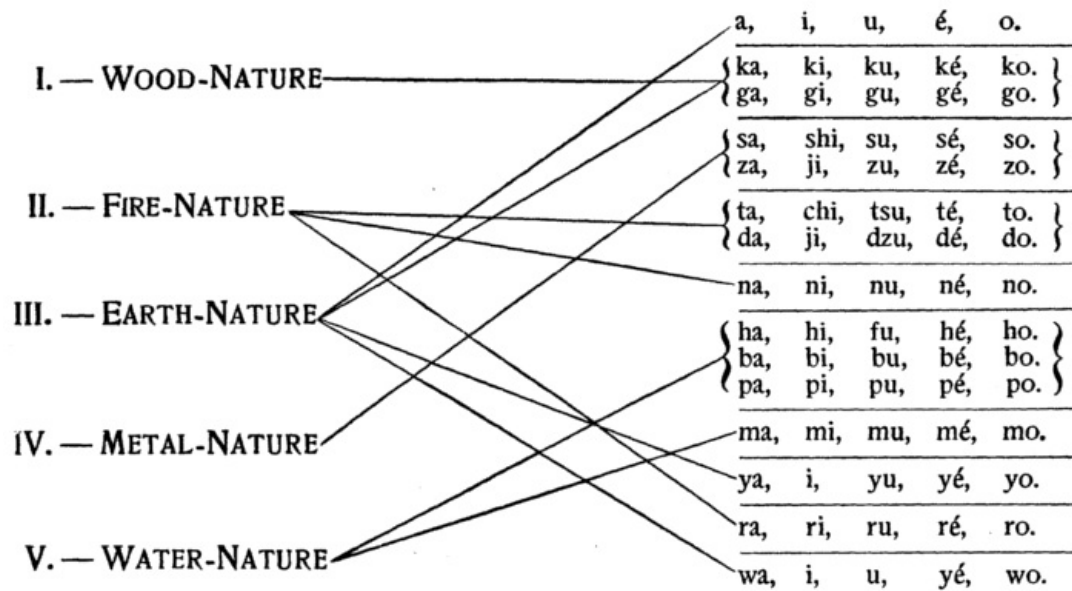 I. — WOOD-NATURE
II. — FIRE-NATURE
III. — EARTH-NATURE
IV. — METAL-NATURE
V. — WATER-NATURE
a, i, u, é, o.
ka, ki, ku, ké, ko.
ga, gi, gu, gé, go.
sa, shi, su, sé, so.
za, ji, zu, zé, zo.
ta, chi, tsu, té, to.
da, ji, dzu, dé, do.
na, ni, nu, né, no.
ha, hi, fu, hé, ho.
ba, bi, bu, bé, bo.
pa, pi, pu, pé, po.
ma, mi, mu, mé, mo.
ya, i, yu, yé, yo.
ra, ri, ru, ré, ro.
wa, i, u, yé, wo.